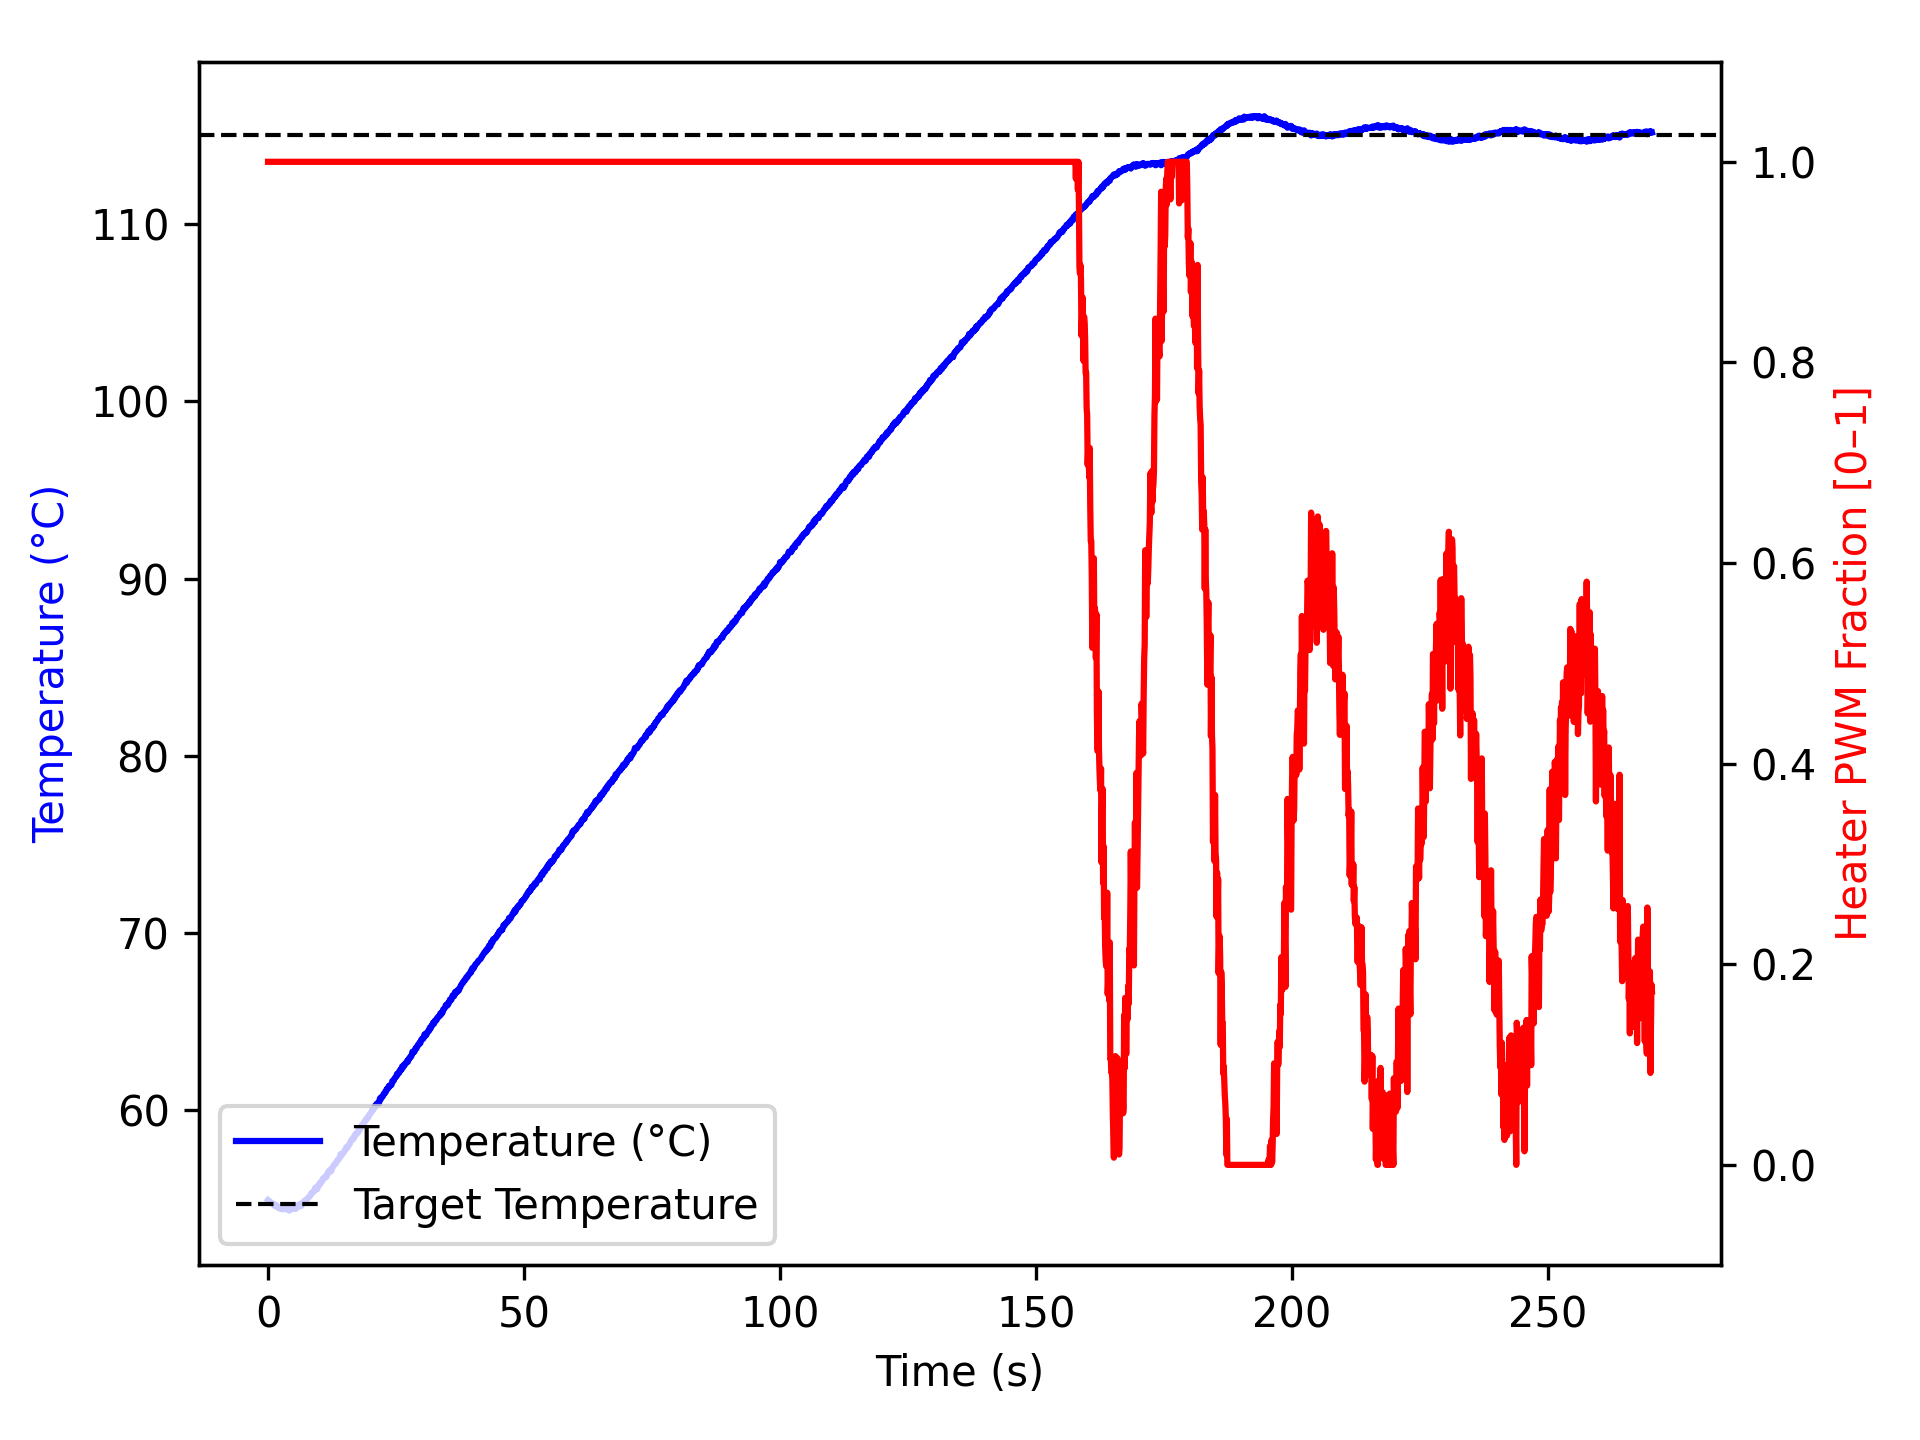 110
100
90
80
70
60
Temperature (°C)
1.0
0.8
0.6
0.4
0.2
0.0
Heater PWM Fraction [0–1]
Temperature (°C)
Target Temperature
0 50 100 150 200 250
Time (s)